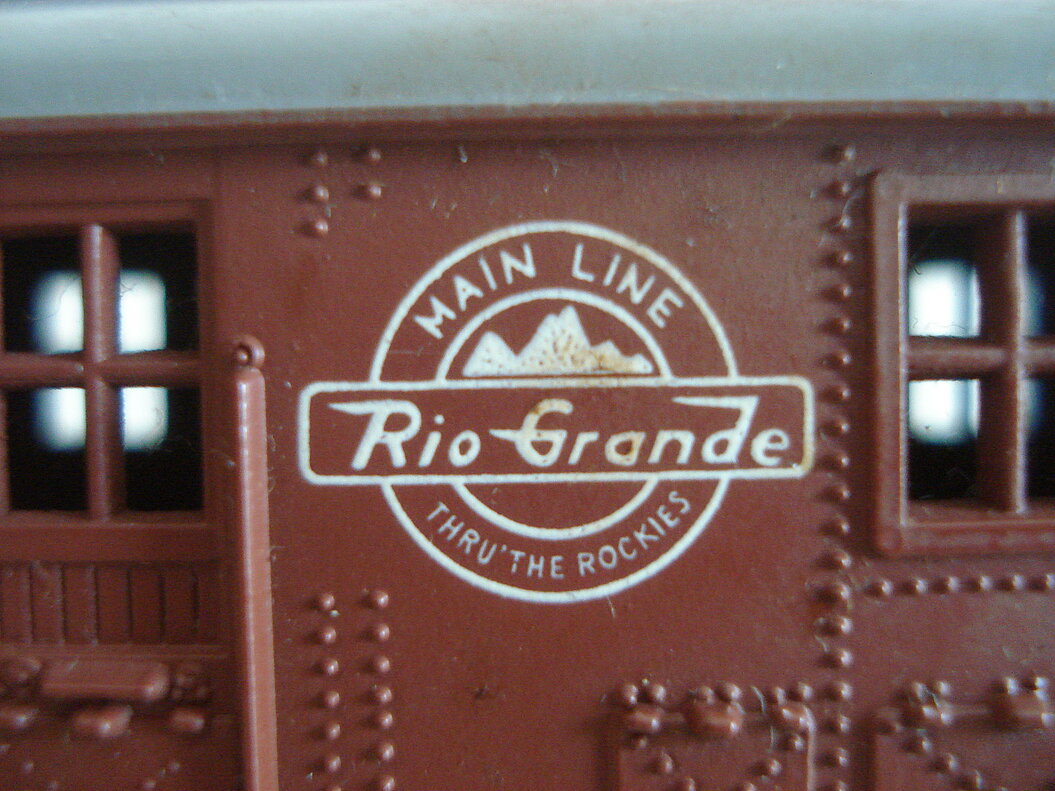 MAIN LINE
Rio Grande
THRU' THE ROCKIES